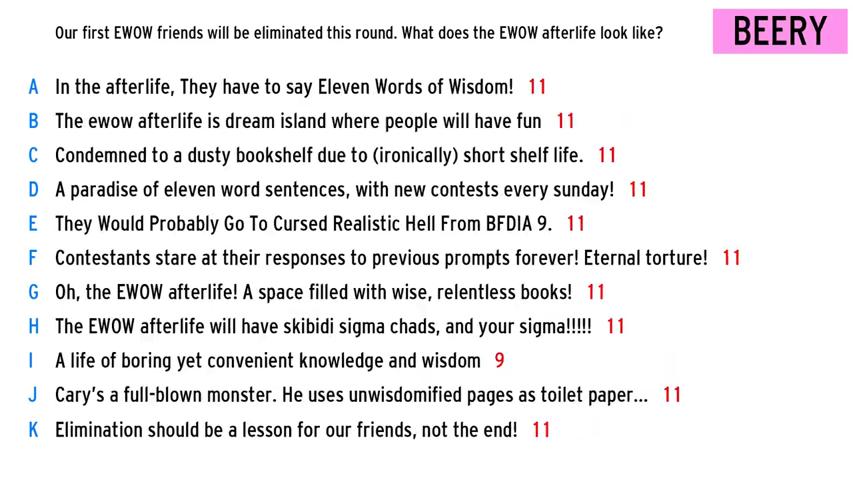 Our first EWOW friends will be eliminated this round. What does the EWOW afterlife look like?
BEERY
A In the afterlife, They have to say Eleven Words of Wisdom! 11
B The ewow afterlife is dream island where people will have fun 11
C Condemned to a dusty bookshelf due to (ironically) short shelf life. 11
D A paradise of eleven word sentences, with new contests every sunday! 11
E They Would Probably Go To Cursed Realistic Hell From BFDIA 9. 11
F Contestants stare at their responses to previous prompts forever! Eternal torture! 11
G Oh, the EWOW afterlife! A space filled with wise, relentless books! 11
H The EWOW afterlife will have skibidi sigma chads, and your sigma!!!!! 11
I A life of boring yet convenient knowledge and wisdom 9
J Cary's a full-blown monster. He uses unwisdomified pages as toilet paper... 11
K Elimination should be a lesson for our friends, not the end! 11